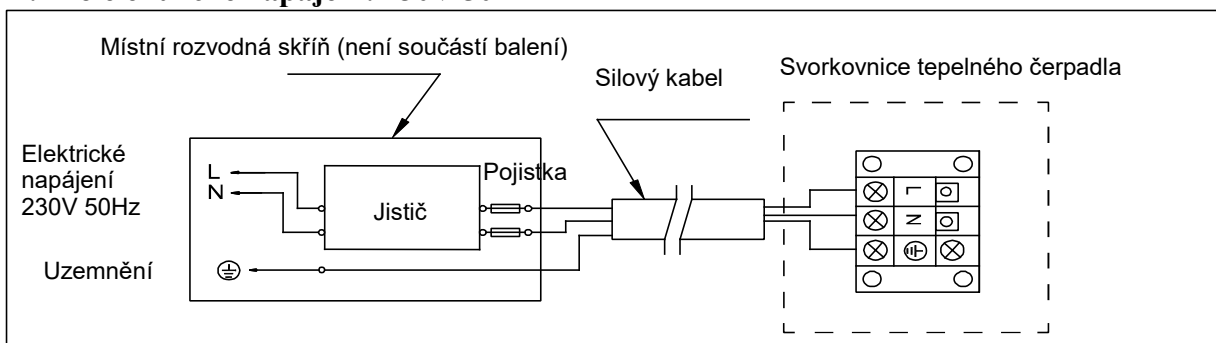 Místní rozvodná skříň (není součástí balení)
Silový kabel
Svorkovnice tepelného čerpadla
Elektrické
napájení
230V 50Hz
L
N
Jistič
Pojistka
Uzemnění
L
N